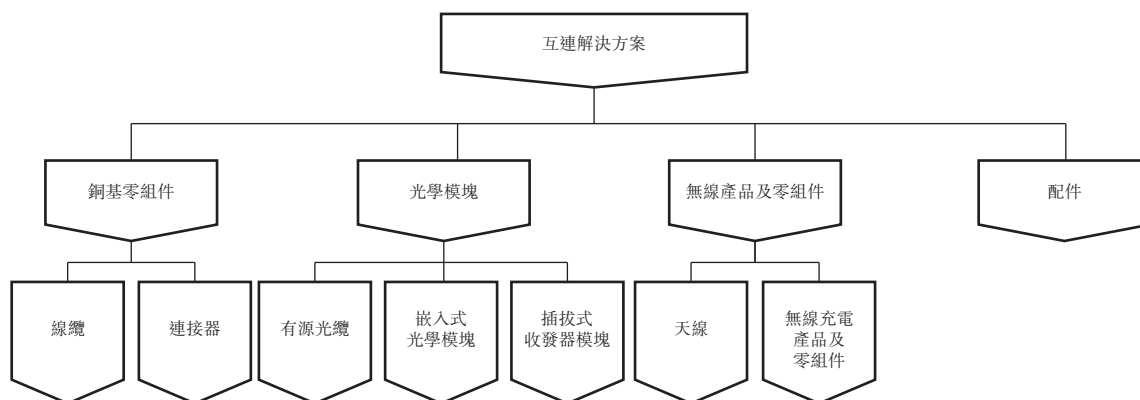 互連解決方案
銅基零組件
光學模塊
無線產品及零組件
配件
線纜
連接器
有源光纜
嵌入式
光學模塊
插拔式
收發器模塊
天線
無線充電
產品及
零組件